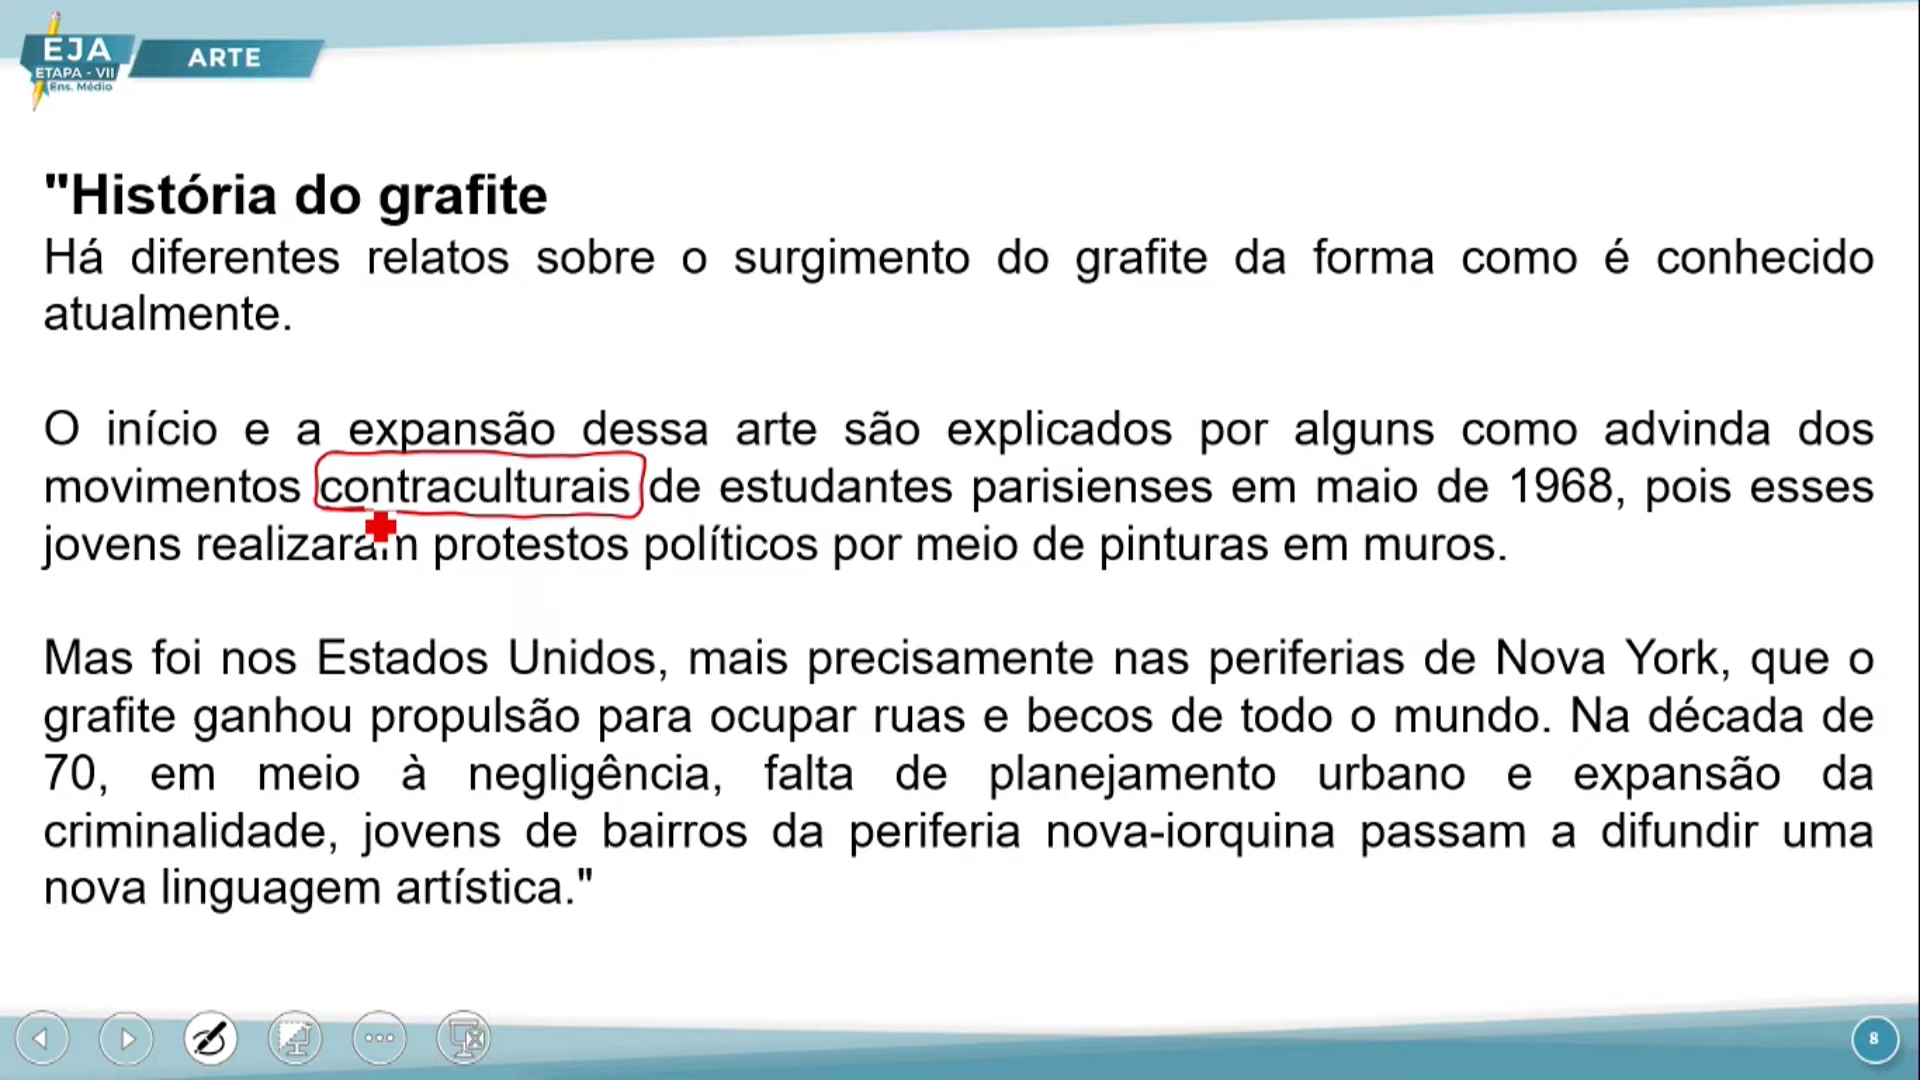 EJA
ETAPA - VII
Ens. Médio
ARTE
"História do grafite
Há diferentes relatos sobre o surgimento do grafite da forma como é conhecido
atualmente.
O início e a expansão dessa arte são explicados por alguns como advinda dos
movimentos contraculturais de estudantes parisienses em maio de 1968, pois esses
jovens realizaram protestos políticos por meio de pinturas em muros.
Mas foi nos Estados Unidos, mais precisamente nas periferias de Nova York, que o
grafite ganhou propulsão para ocupar ruas e becos de todo o mundo. Na década de
70, em meio à negligência, falta de planejamento urbano e expansão da
criminalidade, jovens de bairros da periferia nova-iorquina passam a difundir uma
nova linguagem artística."
8